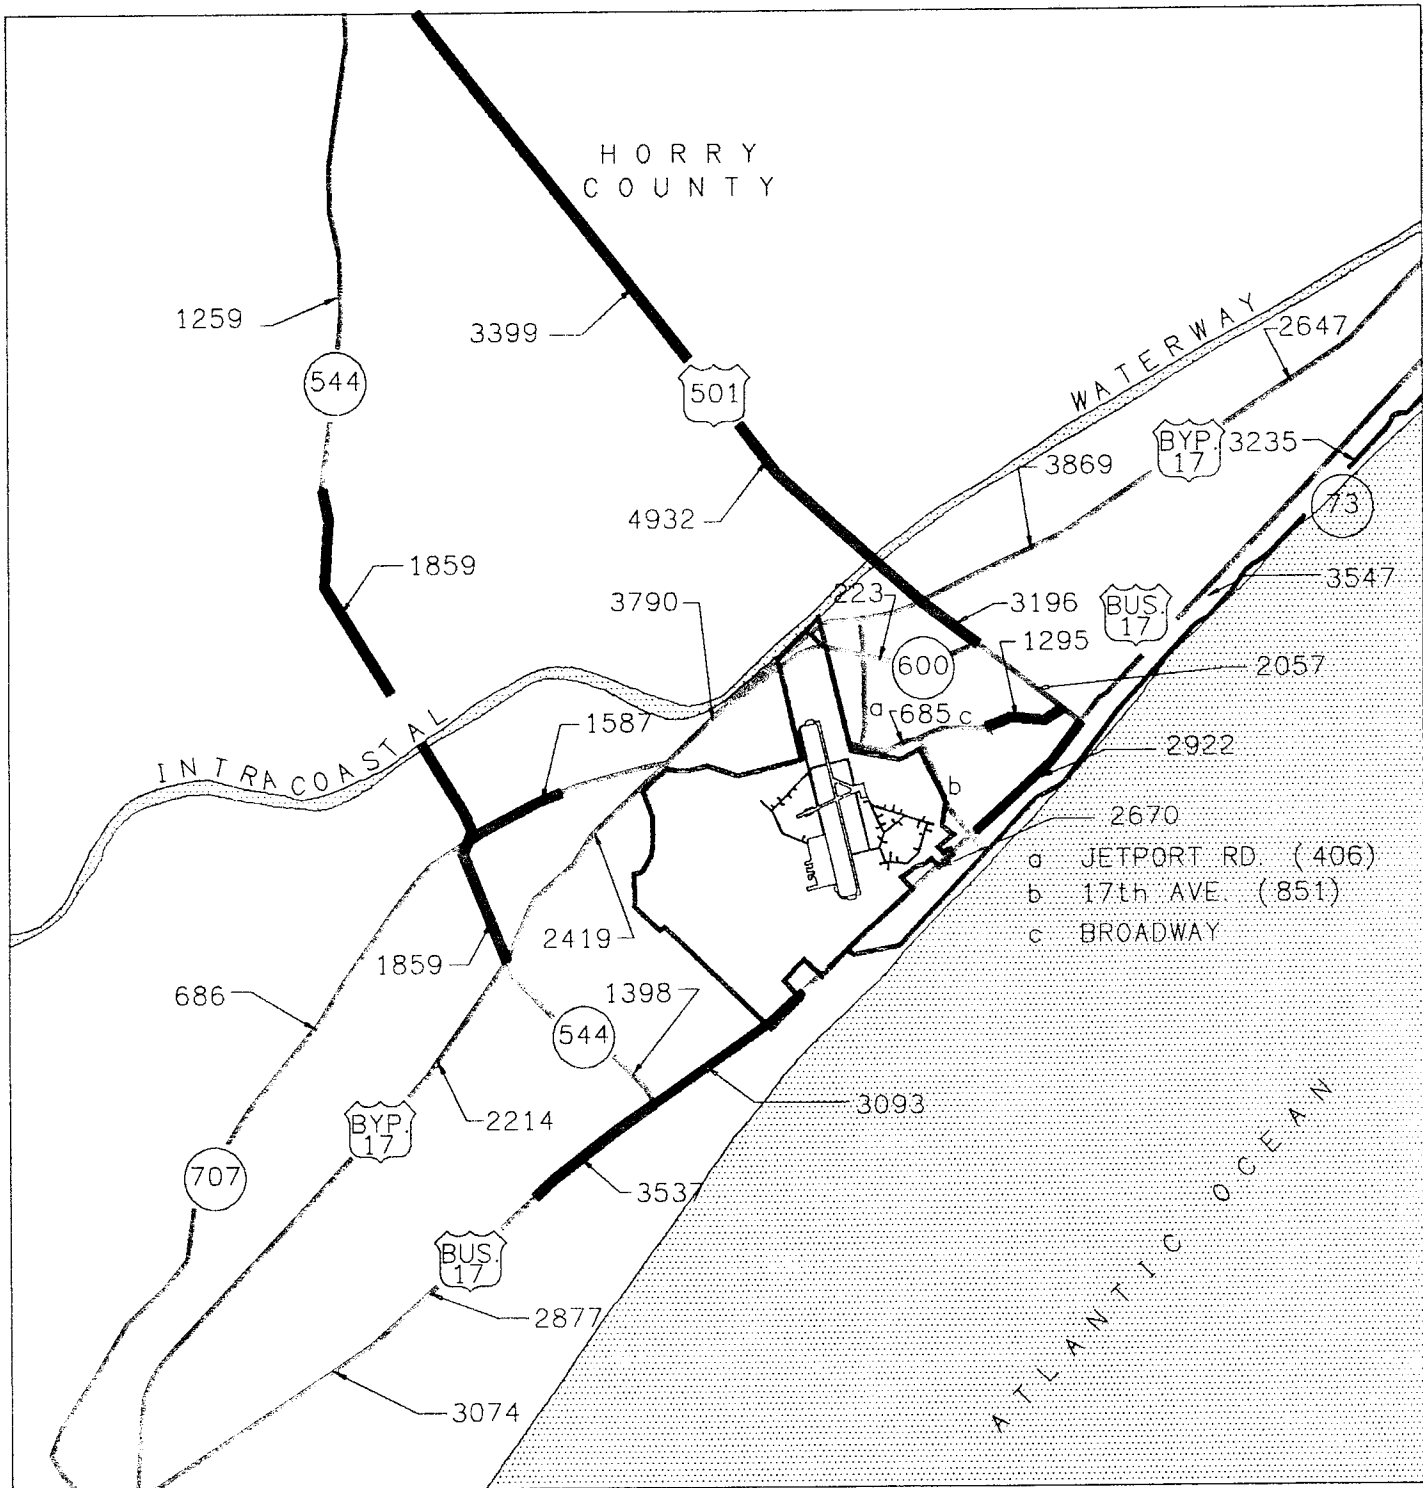 HORRY
COUNTY
1259
3399
544
501
WATERWAY
2647
BYP.
17
3235
3869
4932
73
1859
3547
3790
223
3196
BUS.
17
1295
600
2057
1587
a
685
c
INTRACOASTAL
2922
b
2670
a JETPORT RD. (406)
b 17th AVE. (851)
c BROADWAY
2419
1859
686
1398
544
3093
BYP.
17
2214
707
3537
BUS.
17
2877
3074
ATLANTIC OCEAN